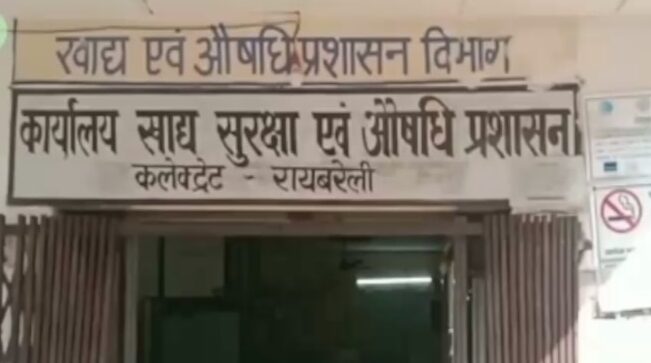 खाद्य एवं औषधि प्रशासन विभाग
कार्यालय खाद्य सुरक्षा एवं औषधि प्रशासन
कलेक्ट्रेट - रायबरेली